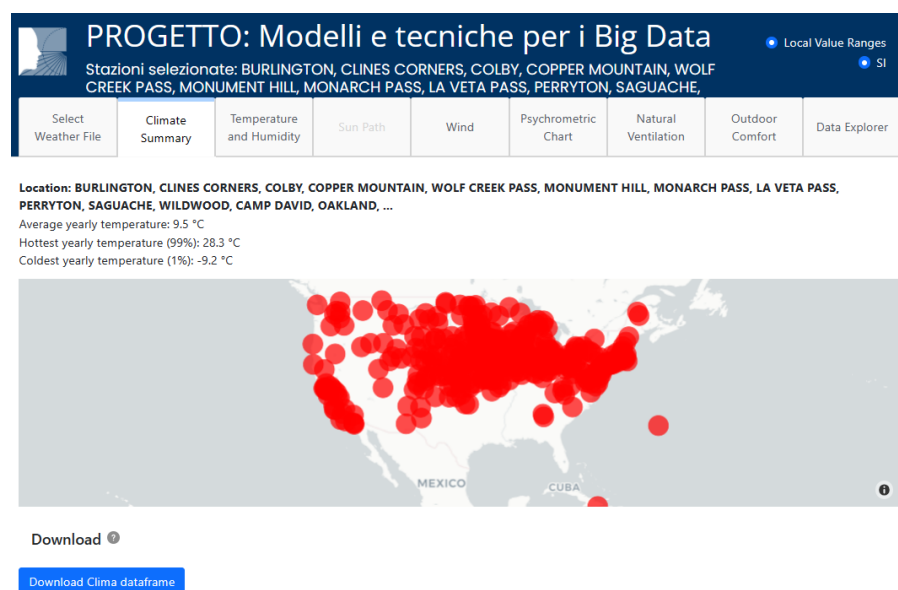 PROGETTO: Modelli e tecniche per i Big Data
Stazioni selezionate: BURLINGTON, CLINES CORNERS, COLBY, COPPER MOUNTAIN, WOLF
CREEK PASS, MONUMENT HILL, MONARCH PASS, LA VETA PASS, PERRYTON, SAGUACHE,
Local Value Ranges
SI
Select
Weather File
Climate
Summary
Temperature
and Humidity
Sun Path
Wind
Psychrometric
Chart
Natural
Ventilation
Outdoor
Comfort
Data Explorer
Location: BURLINGTON, CLINES CORNERS, COLBY, COPPER MOUNTAIN, WOLF CREEK PASS, MONUMENT HILL, MONARCH PASS, LA VETA PASS,
PERRYTON, SAGUACHE, WILDWOOD, CAMP DAVID, OAKLAND, ...
Average yearly temperature: 9.5 °C
Hottest yearly temperature (99%): 28.3 °C
Coldest yearly temperature (1%): -9.2 °C
MEXICO
CUBA
Download
Download Clima dataframe